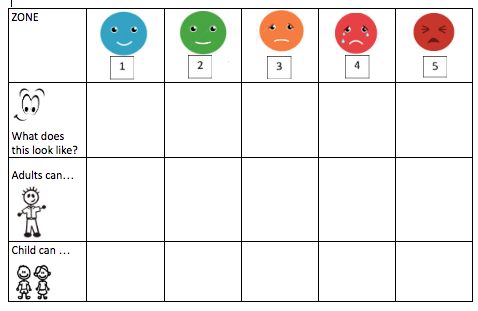 ZONE
1 2 3 4 5
What does
this look like?
Adults can...
Child can ...